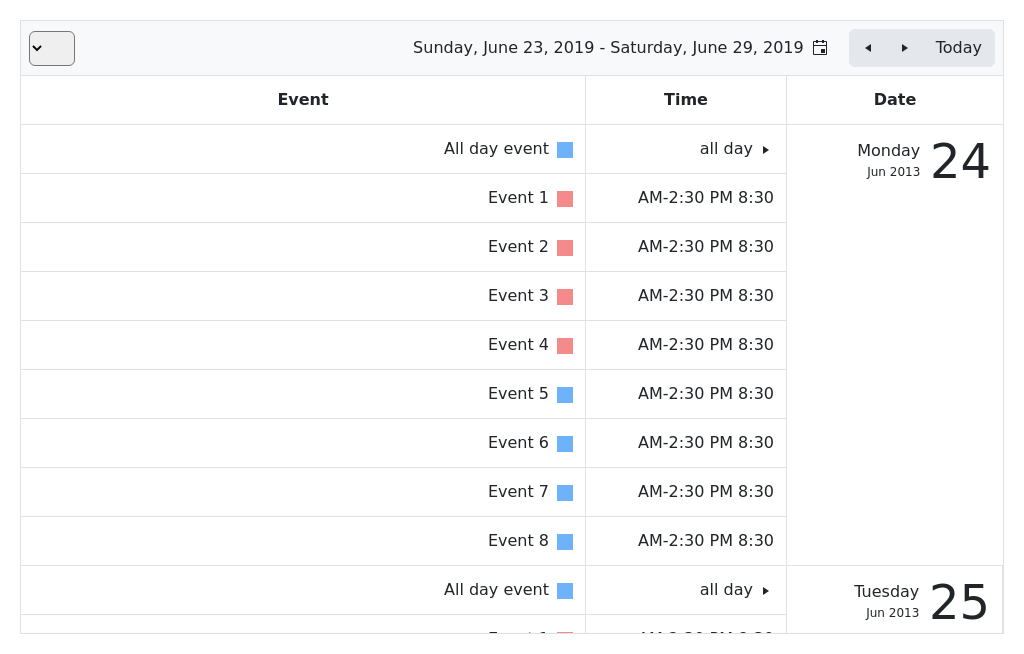 Sunday, June 23, 2019 - Saturday, June 29, 2019 Today
Event Time Date
All day event all day Monday 24
Jun 2013
Event 1 AM-2:30 PM 8:30
Event 2 AM-2:30 PM 8:30
Event 3 AM-2:30 PM 8:30
Event 4 AM-2:30 PM 8:30
Event 5 AM-2:30 PM 8:30
Event 6 AM-2:30 PM 8:30
Event 7 AM-2:30 PM 8:30
Event 8 AM-2:30 PM 8:30
All day event all day Tuesday 25
Jun 2013